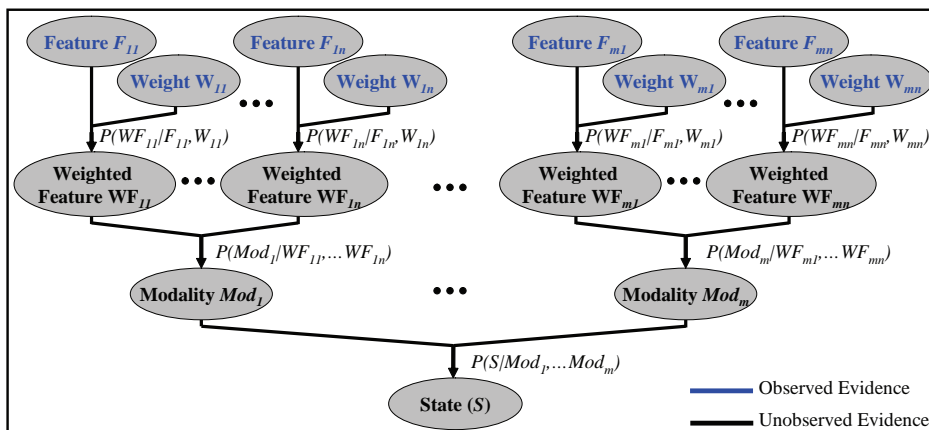 Feature F11
Feature F1n
Feature Fm1
Feature Fmn
Weight W11
Weight W1n
Weight Wm1
Weight Wmn
P(WF11/F11,W11)
P(WF1n/F1n,W1n)
P(WFm1/Fm1,Wm1)
P(WFmn/Fmn,Wmn)
Weighted
Feature WF11
Weighted
Feature WF1n
Weighted
Feature WFm1
Weighted
Feature WFmn
P(Mod1/WF11,...WF1n)
P(Modm/WFm1,...WFmn)
Modality Mod1
Modality Modm
P(S/Mod1,...Modm)
State (S)
Observed Evidence
Unobserved Evidence